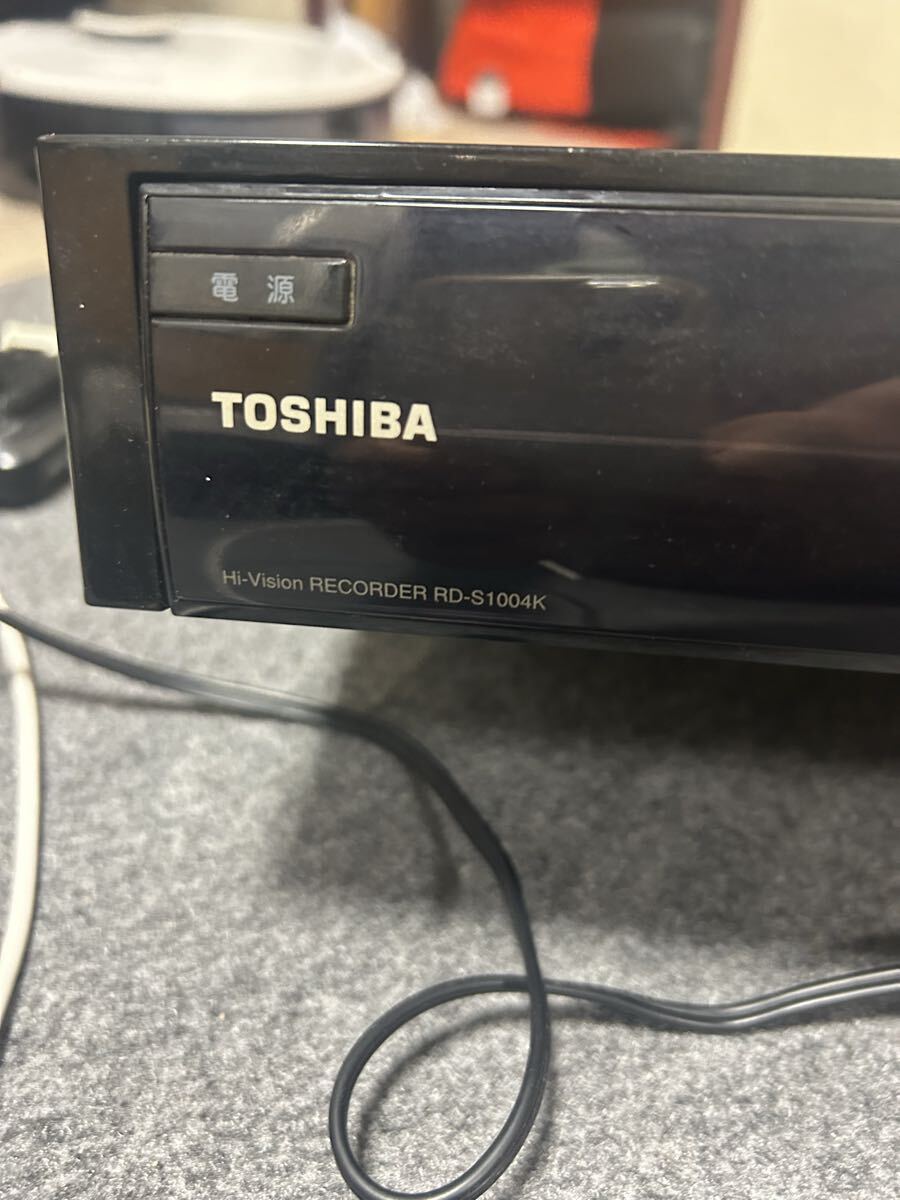 電源
TOSHIBA
Hi-Vision RECORDER RD-S1004K